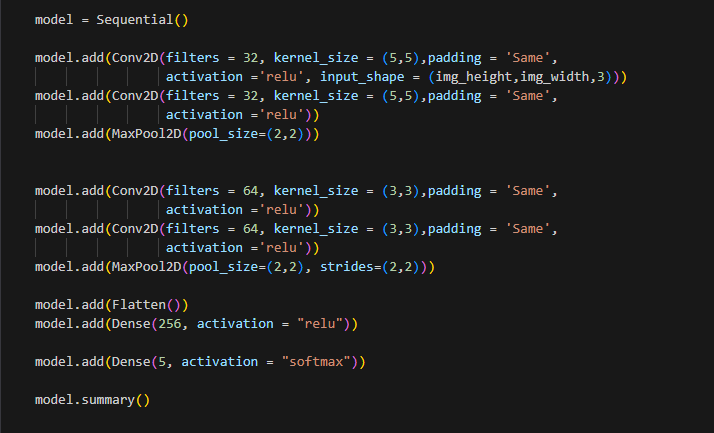 model = Sequential()
model.add(Conv2D(filters = 32, kernel_size = (5,5),padding = 'Same',
activation ='relu', input_shape = (img_height,img_width,3)))
model.add(Conv2D(filters = 32, kernel_size = (5,5),padding = 'Same',
activation ='relu'))
model.add(MaxPool2D(pool_size=(2,2)))
model.add(Conv2D(filters = 64, kernel_size = (3,3),padding = 'Same',
activation ='relu'))
model.add(Conv2D(filters = 64, kernel_size = (3,3),padding = 'Same',
activation ='relu'))
model.add(MaxPool2D(pool_size=(2,2), strides=(2,2)))
model.add(Flatten())
model.add(Dense(256, activation = "relu"))
model.add(Dense(5, activation = "softmax"))
model.summary()